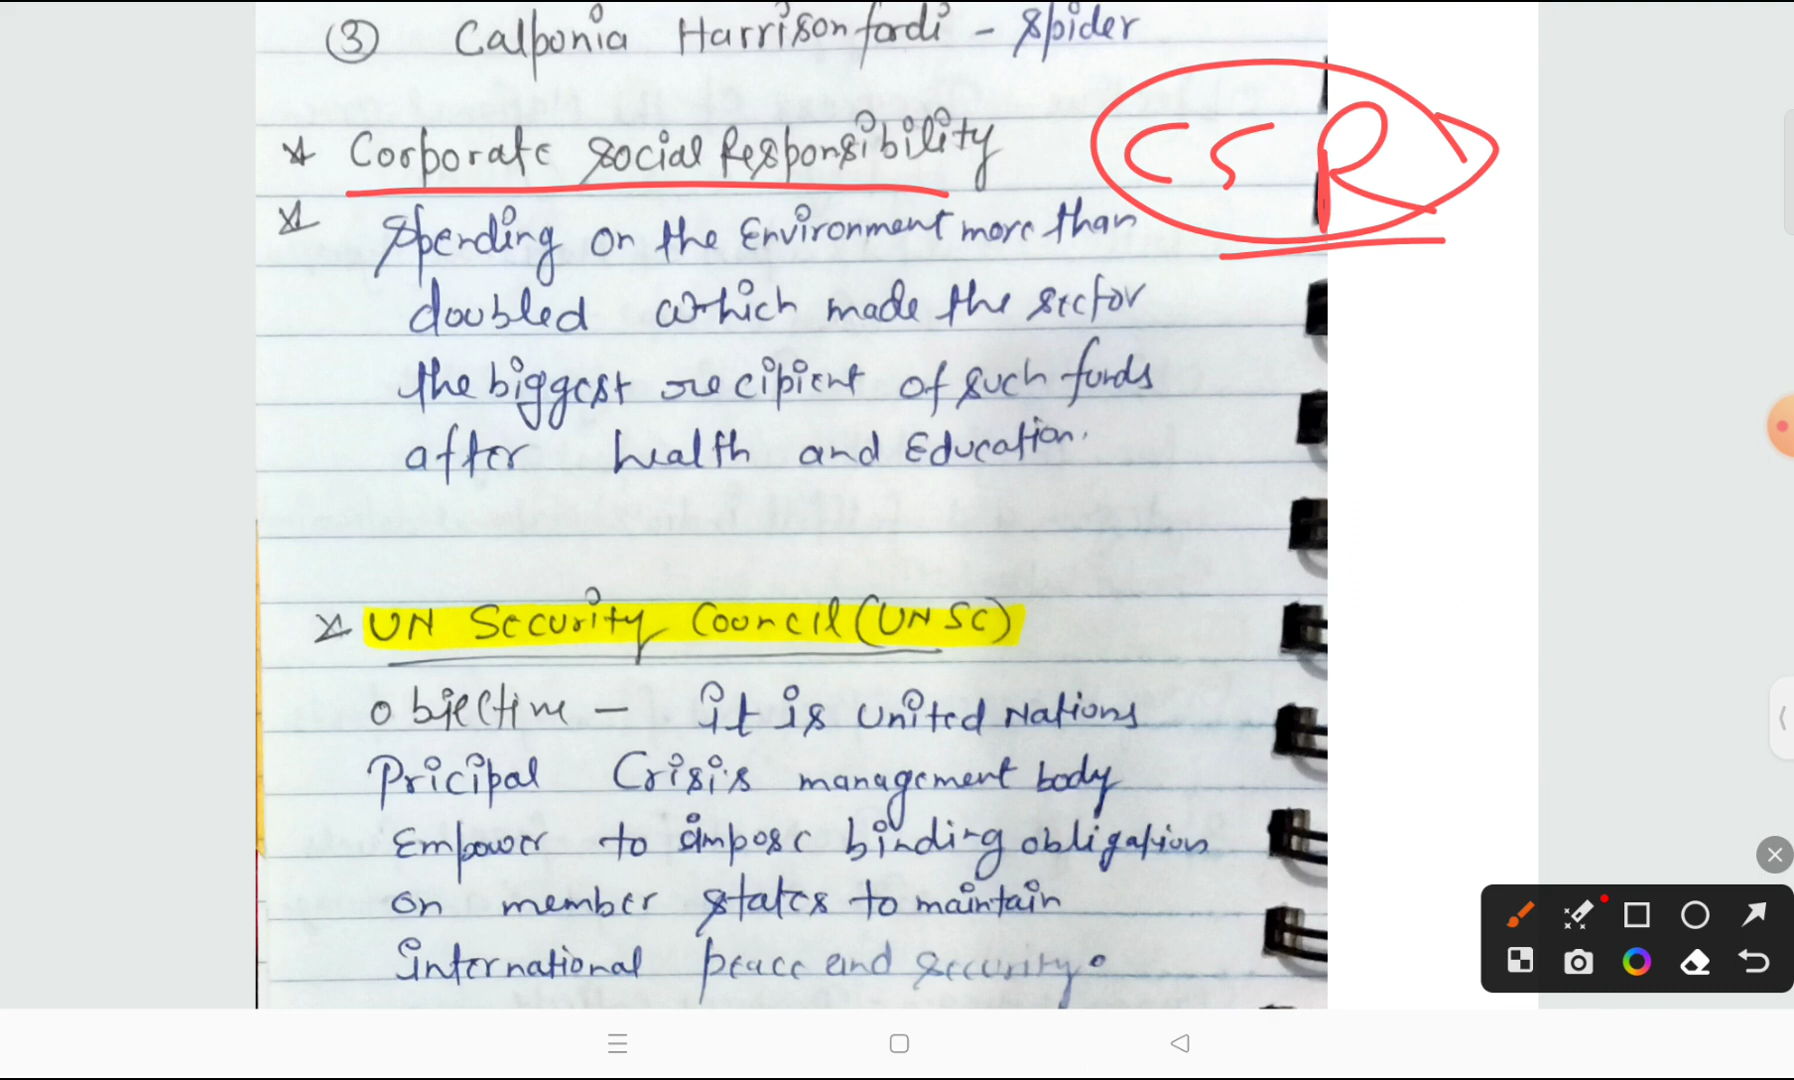 ③ Calponia Harrisonfordi - Spider
CSR
* Corporate Social Responsibility
* Spending on the Environment more than
doubled which made the sector
the biggest recipient of such funds
after health and Education.
* UN Security Council (UNSC)
Objective - it is United Nations
Pricipal Crisis management body
Empower to impose binding obligation
on member states to maintain
international peace and security.